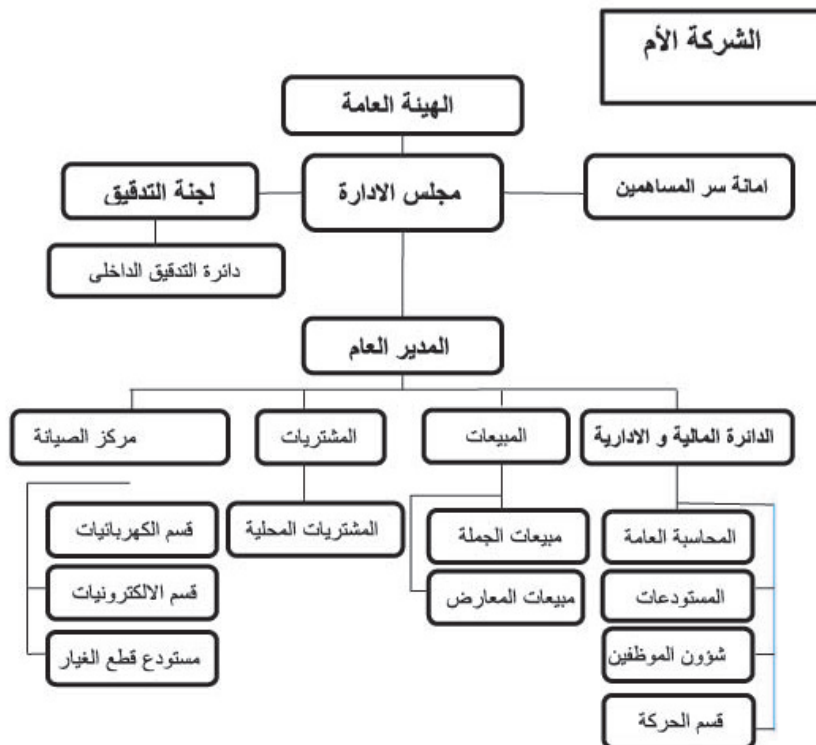 الشركة الأم
الهيئة العامة
امانة سر المساهمين
مجلس الادارة
لجنة التدقيق
دائرة التدقيق الداخلي
المدير العام
الدائرة المالية و الادارية
المبيعات
المشتريات
مركز الصيانة
المحاسبة العامة
المستودعات
شؤون الموظفين
قسم الحركة
مبيعات الجملة
مبيعات المعارض
المشتريات المحلية
قسم الكهربائيات
قسم الالكترونيات
مستودع قطع الغيار